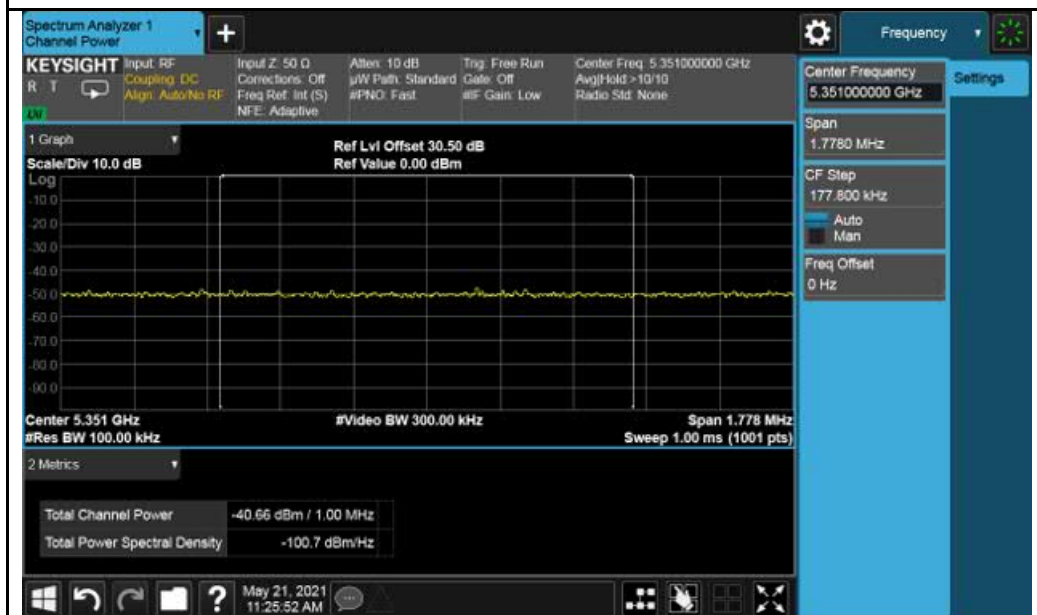 Spectrum Analyzer 1
Channel Power
+
Frequency
KEYSIGHT
R T
Input: RF
Coupling: DC
Align: Auto/No RF
Input Z: 50 Ω
Corrections: Off
Freq Ref: Int (S)
NFE: Adaptive
Atten: 10 dB
µW Path: Standard
#PNO: Fast
Trig: Free Run
Gate: Off
#IF Gain: Low
Center Freq: 5.351000000 GHz
Avg|Hold:>10/10
Radio Std: None
Center Frequency
5.351000000 GHz
Settings
Span
1.7780 MHz
CF Step
177.800 kHz
Auto
Man
Freq Offset
0 Hz
1 Graph
Scale/Div 10.0 dB
Ref Lvl Offset 30.50 dB
Ref Value 0.00 dBm
Log
-10.0
-20.0
-30.0
-40.0
-50.0
-60.0
-70.0
-80.0
-90.0
Center 5.351 GHz
#Video BW 300.00 kHz
Span 1.778 MHz
#Res BW 100.00 kHz
Sweep 1.00 ms (1001 pts)
2 Metrics
Total Channel Power -40.66 dBm / 1.00 MHz
Total Power Spectral Density -100.7 dBm/Hz
?
May 21, 2021
11:25:52 AM